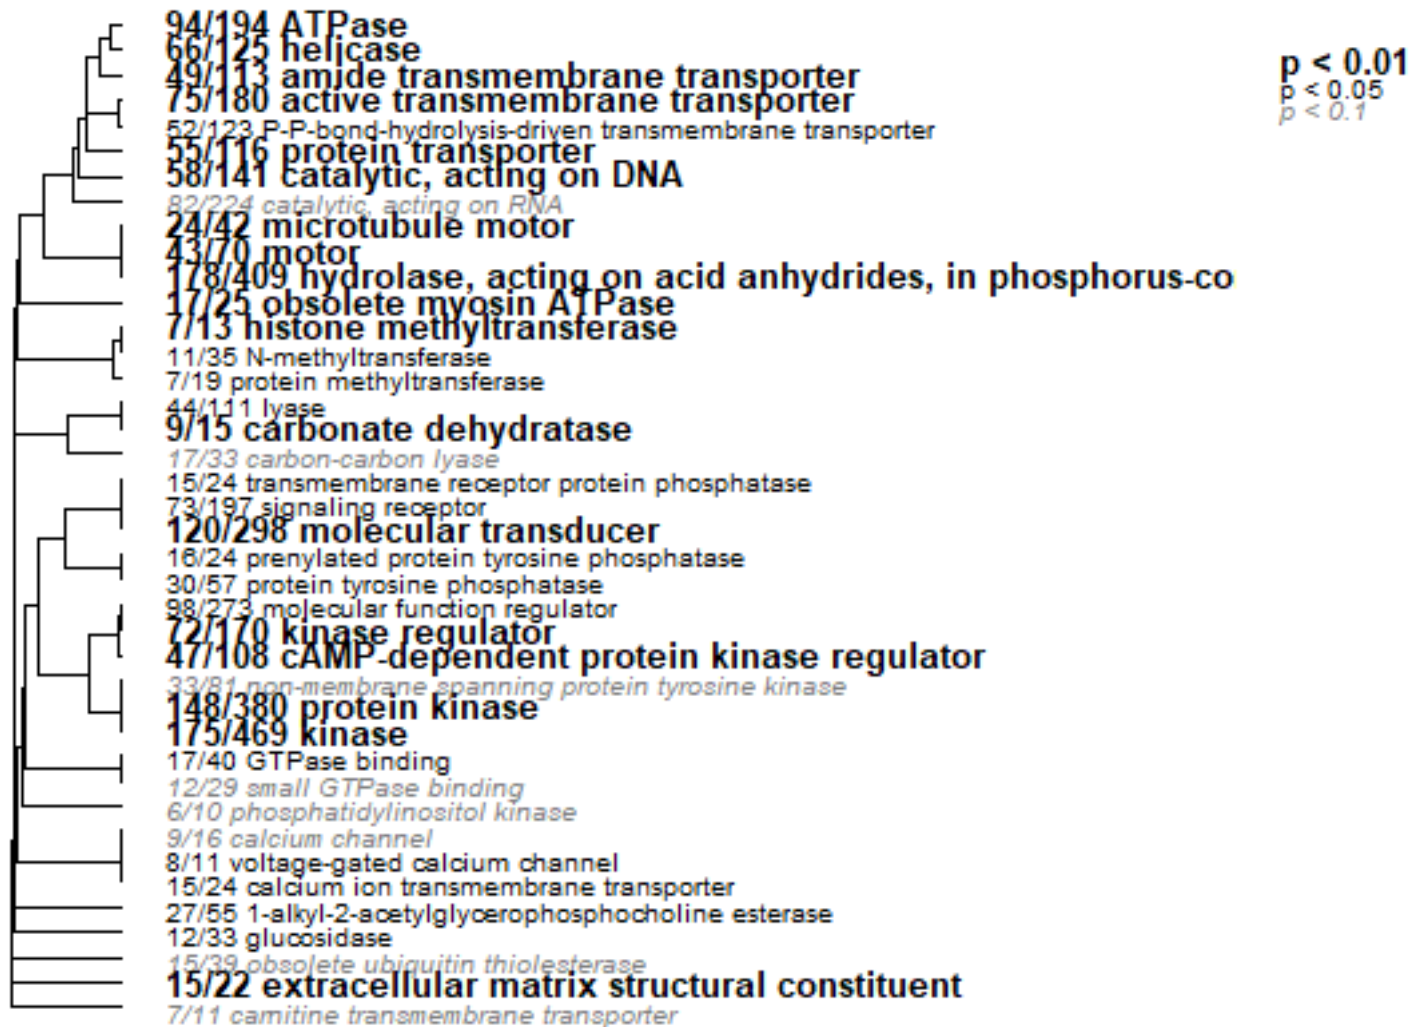 94/194 ATPase
66/125 helicase
49/113 amide transmembrane transporter
75/180 active transmembrane transporter
52/123 P-P-bond-hydrolysis-driven transmembrane transporter
55/116 protein transporter
58/141 catalytic, acting on DNA
82/224 catalytic, acting on RNA
24/42 microtubule motor
43/70 motor
178/409 hydrolase, acting on acid anhydrides, in phosphorus-co
17/25 obsolete myosin ATPase
7/13 histone methyltransferase
11/35 N-methyltransferase
7/19 protein methyltransferase
44/111 lyase
9/15 carbonate dehydratase
17/33 carbon-carbon lyase
15/24 transmembrane receptor protein phosphatase
73/197 signaling receptor
120/298 molecular transducer
16/24 prenylated protein tyrosine phosphatase
30/57 protein tyrosine phosphatase
98/273 molecular function regulator
72/170 kinase regulator
47/108 cAMP-dependent protein kinase regulator
33/81 non-membrane spanning protein tyrosine kinase
148/380 protein kinase
175/469 kinase
17/40 GTPase binding
12/29 small GTPase binding
6/10 phosphatidylinositol kinase
9/16 calcium channel
8/11 voltage-gated calcium channel
15/24 calcium ion transmembrane transporter
27/55 1-alkyl-2-acetylglycerophosphocholine esterase
12/33 glucosidase
15/39 obsolete ubiquitin thiolesterase
15/22 extracellular matrix structural constituent
7/11 carnitine transmembrane transporter
p < 0.01
p < 0.05
p < 0.1